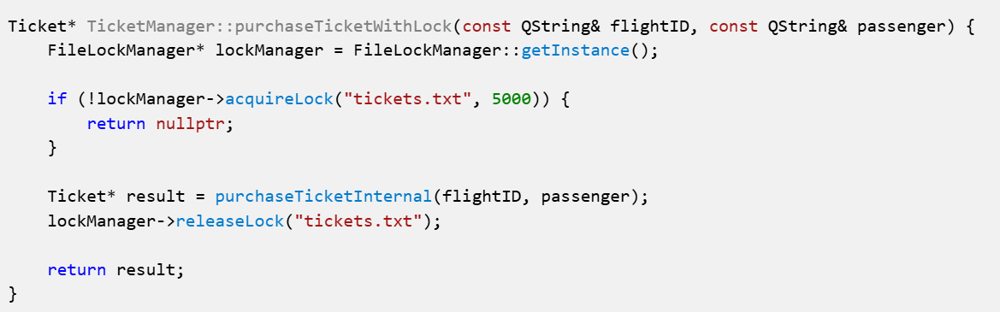 Ticket* TicketManager::purchaseTicketWithLock(const QString& flightID, const QString& passenger) {
    FileLockManager* lockManager = FileLockManager::getInstance();

    if (!lockManager->acquireLock("tickets.txt", 5000)) {
        return nullptr;
    }

    Ticket* result = purchaseTicketInternal(flightID, passenger);
    lockManager->releaseLock("tickets.txt");

    return result;
}